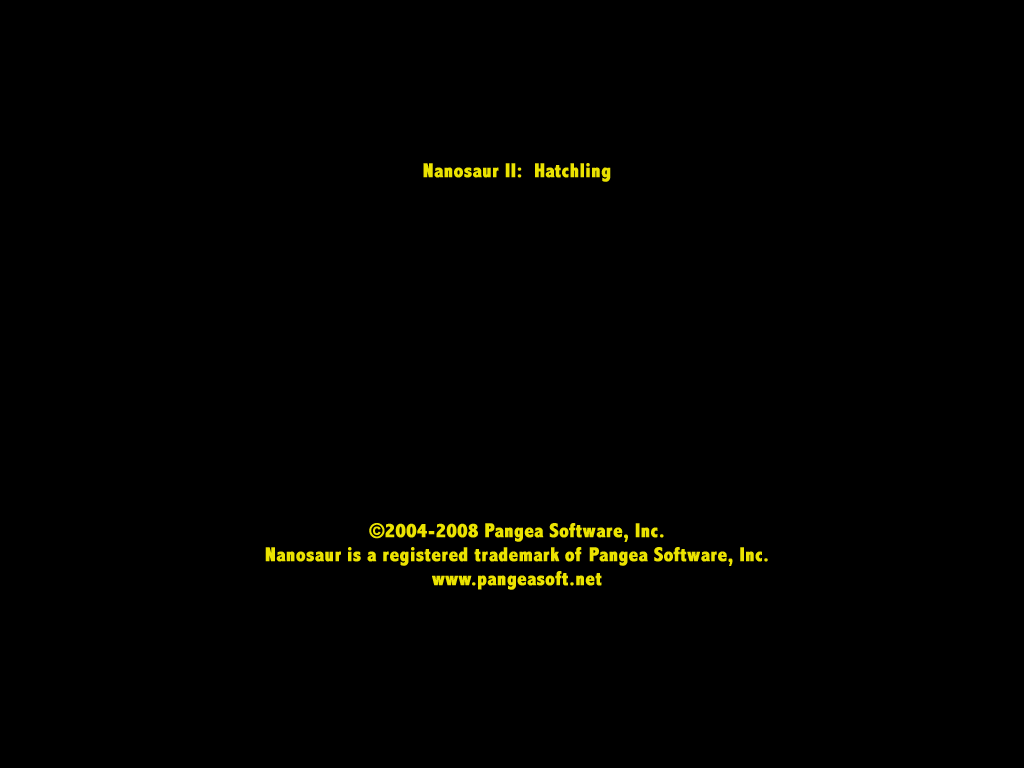 Nanosaur II:  Hatchling
©2004-2008 Pangea Software, Inc.
Nanosaur is a registered trademark of Pangea Software, Inc.
www.pangeasoft.net